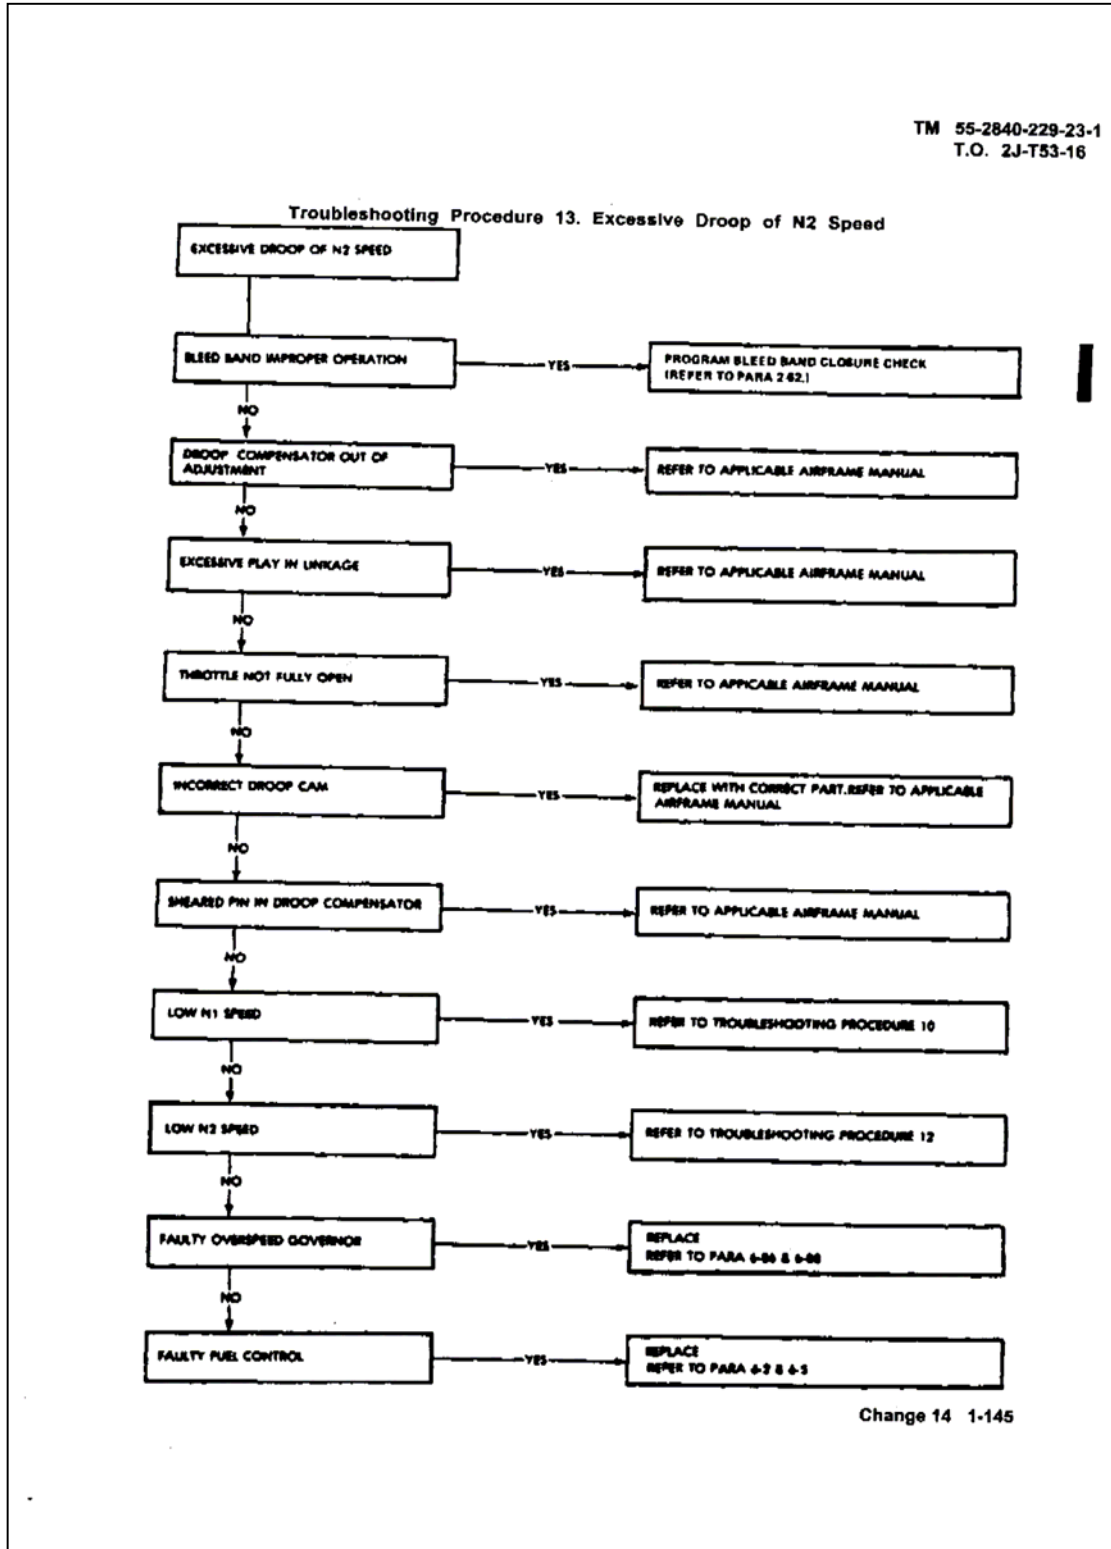 TM 55-2840-229-23-1
T.O. 2J-T53-16
Troubleshooting Procedure 13. Excessive Droop of N2 Speed
EXCESSIVE DROOP OF N2 SPEED
BLEED BAND IMPROPER OPERATION
YES
PROGRAM BLEED BAND CLOSURE CHECK
(REFER TO PARA 2-62.)
NO
DROOP COMPENSATOR OUT OF
ADJUSTMENT
YES
REFER TO APPLICABLE AIRFRAME MANUAL
NO
EXCESSIVE PLAY IN LINKAGE
YES
REFER TO APPLICABLE AIRFRAME MANUAL
NO
THROTTLE NOT FULLY OPEN
YES
REFER TO APPICABLE AIRFRAME MANUAL
NO
INCORRECT DROOP CAM
YES
REPLACE WITH CORRECT PART.REFER TO APPLICABLE
AIRFRAME MANUAL
NO
SHEARED PIN IN DROOP COMPENSATOR
YES
REFER TO APPLICABLE AIRFRAME MANUAL
NO
LOW N1 SPEED
YES
REFER TO TROUBLESHOOTING PROCEDURE 10
NO
LOW N2 SPEED
YES
REFER TO TROUBLESHOOTING PROCEDURE 12
NO
FAULTY OVERSPEED GOVERNOR
YES
REPLACE
REFER TO PARA &
NO
FAULTY FUEL CONTROL
YES
REPLACE
REFER TO PARA &
Change 14 1-145